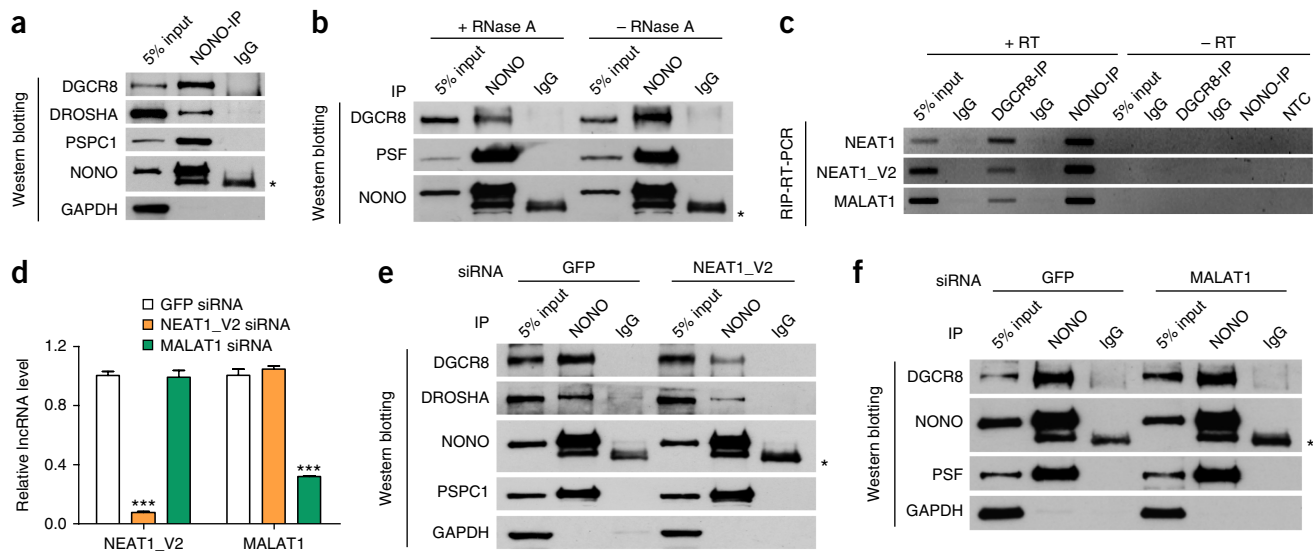 a
5% input
NONO-IP
IgG
Western blotting
DGCR8
DROSHA
PSPC1
NONO
*
GAPDH
b
+ RNase A
– RNase A
IP
5% input
NONO
IgG
5% input
NONO
IgG
Western blotting
DGCR8
PSF
NONO
*
c
+ RT
– RT
5% input
IgG
DGCR8-IP
IgG
NONO-IP
5% input
IgG
DGCR8-IP
IgG
NONO-IP
NTC
RIP-RT-PCR
NEAT1
NEAT1_V2
MALAT1
d
GFP siRNA
NEAT1_V2 siRNA
MALAT1 siRNA
Relative lncRNA level
1.2
0.8
0.4
0.0
***
***
NEAT1_V2
MALAT1
e
siRNA
GFP
NEAT1_V2
IP
5% input
NONO
IgG
5% input
NONO
IgG
Western blotting
DGCR8
DROSHA
NONO
*
PSPC1
GAPDH
f
siRNA
GFP
MALAT1
IP
5% input
NONO
IgG
5% input
NONO
IgG
Western blotting
DGCR8
NONO
*
PSF
GAPDH